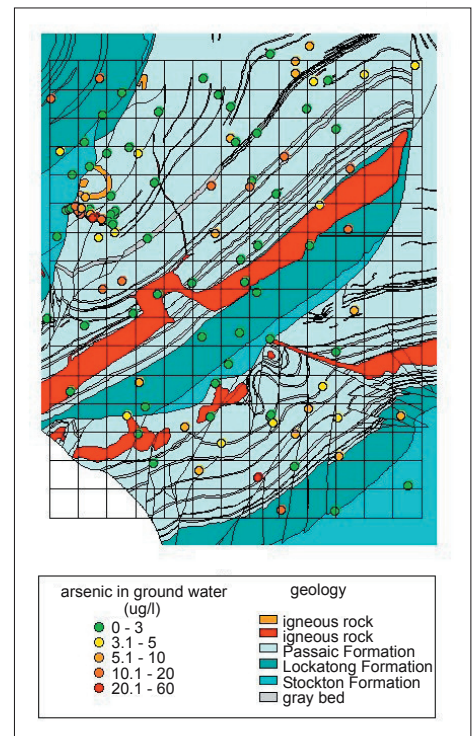 arsenic in ground water
(ug/l)
0 - 3
3.1 - 5
5.1 - 10
10.1 - 20
20.1 - 60
geology
igneous rock
igneous rock
Passaic Formation
Lockatong Formation
Stockton Formation
gray bed